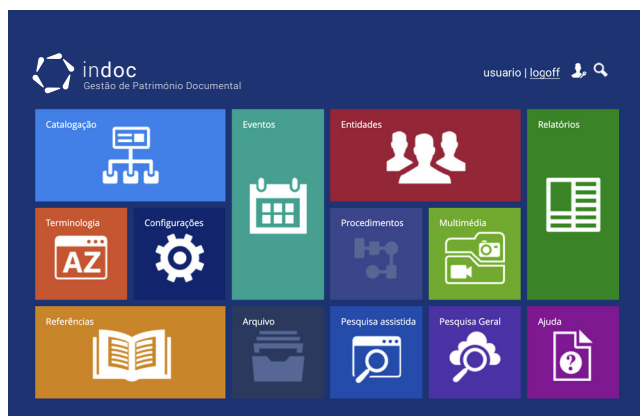 indoc
Gestão de Património Documental
usuario | logoff
Catalogação
Eventos
Entidades
Relatórios
Terminologia
Configurações
Procedimentos
Multimédia
AZ
Referências
Arquivo
Pesquisa assistida
Pesquisa Geral
Ajuda
?